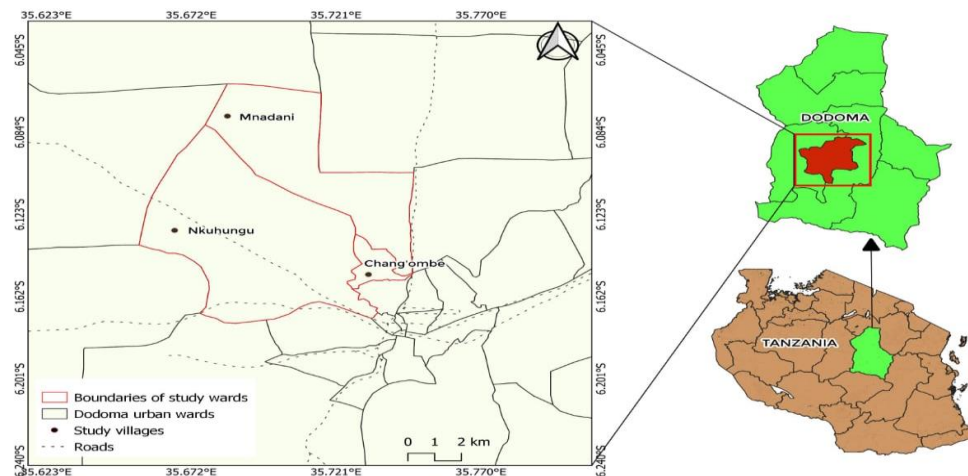 35.623°E 35.672°E 35.721°E 35.770°E
6.045°S
6.084°S
6.123°S
6.162°S
6.201°S
6.240°S
6.045°S
6.084°S
6.123°S
6.162°S
6.201°S
6.240°S
Mnadani
Nkuhungu
Chang'ombe
Boundaries of study wards
Dodoma urban wards
Study villages
Roads
0 1 2 km
35.623°E 35.672°E 35.721°E 35.770°E
DODOMA
TANZANIA